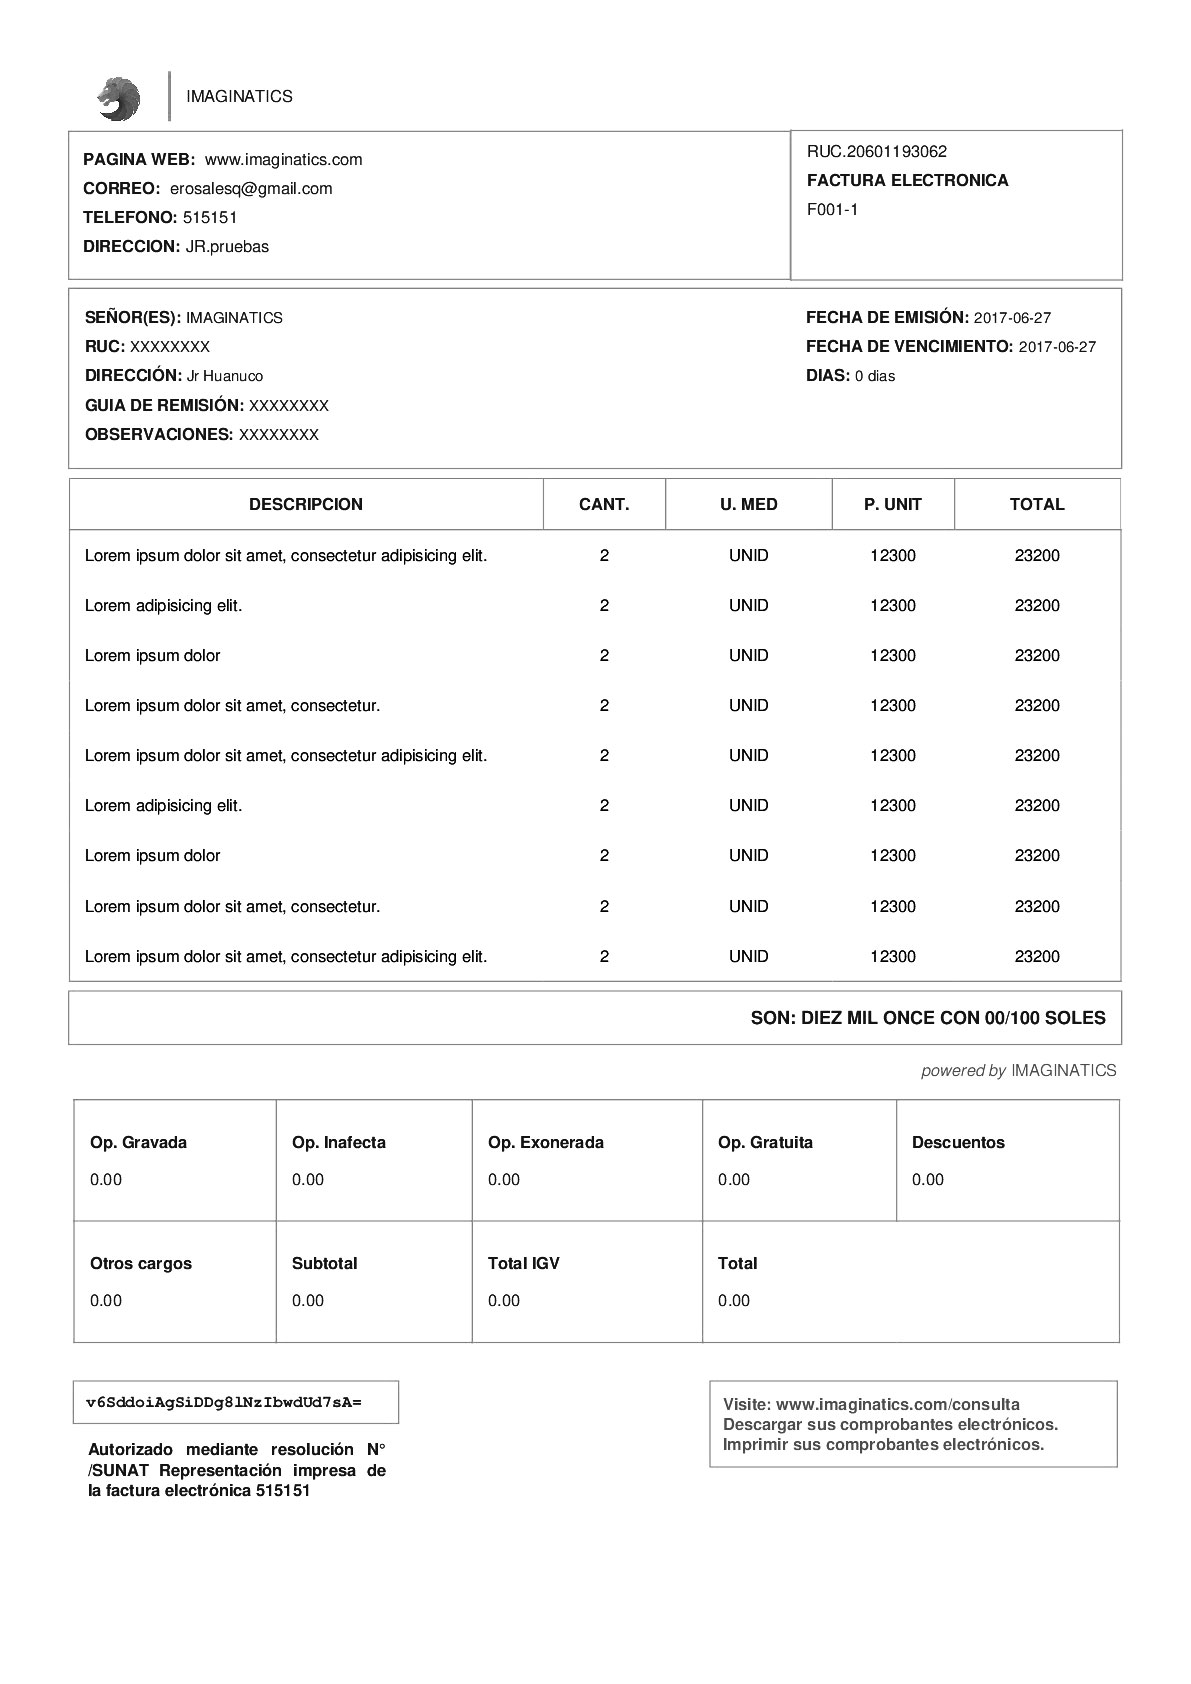 IMAGINATICS
PAGINA WEB: www.imaginatics.com
CORREO: erosalesq@gmail.com
TELEFONO: 515151
DIRECCION: JR.pruebas
RUC.20601193062
FACTURA ELECTRONICA
F001-1
SEÑOR(ES): IMAGINATICS
RUC: XXXXXXXX
DIRECCIÓN: Jr Huanuco
GUIA DE REMISIÓN: XXXXXXXX
OBSERVACIONES: XXXXXXXX
FECHA DE EMISIÓN: 2017-06-27
FECHA DE VENCIMIENTO: 2017-06-27
DIAS: 0 dias
DESCRIPCION CANT. U. MED P. UNIT TOTAL
Lorem ipsum dolor sit amet, consectetur adipisicing elit. 2 UNID 12300 23200
Lorem adipisicing elit. 2 UNID 12300 23200
Lorem ipsum dolor 2 UNID 12300 23200
Lorem ipsum dolor sit amet, consectetur. 2 UNID 12300 23200
Lorem ipsum dolor sit amet, consectetur adipisicing elit. 2 UNID 12300 23200
Lorem adipisicing elit. 2 UNID 12300 23200
Lorem ipsum dolor 2 UNID 12300 23200
Lorem ipsum dolor sit amet, consectetur. 2 UNID 12300 23200
Lorem ipsum dolor sit amet, consectetur adipisicing elit. 2 UNID 12300 23200
SON: DIEZ MIL ONCE CON 00/100 SOLES
powered by IMAGINATICS
Op. Gravada Op. Inafecta Op. Exonerada Op. Gratuita Descuentos
0.00 0.00 0.00 0.00 0.00
Otros cargos Subtotal Total IGV Total
0.00 0.00 0.00 0.00
v6SddoiAgSiDDg8lNzIbwdUd7sA=
Autorizado mediante resolución N°
/SUNAT Representación impresa de
la factura electrónica 515151
Visite: www.imaginatics.com/consulta
Descargar sus comprobantes electrónicos.
Imprimir sus comprobantes electrónicos.